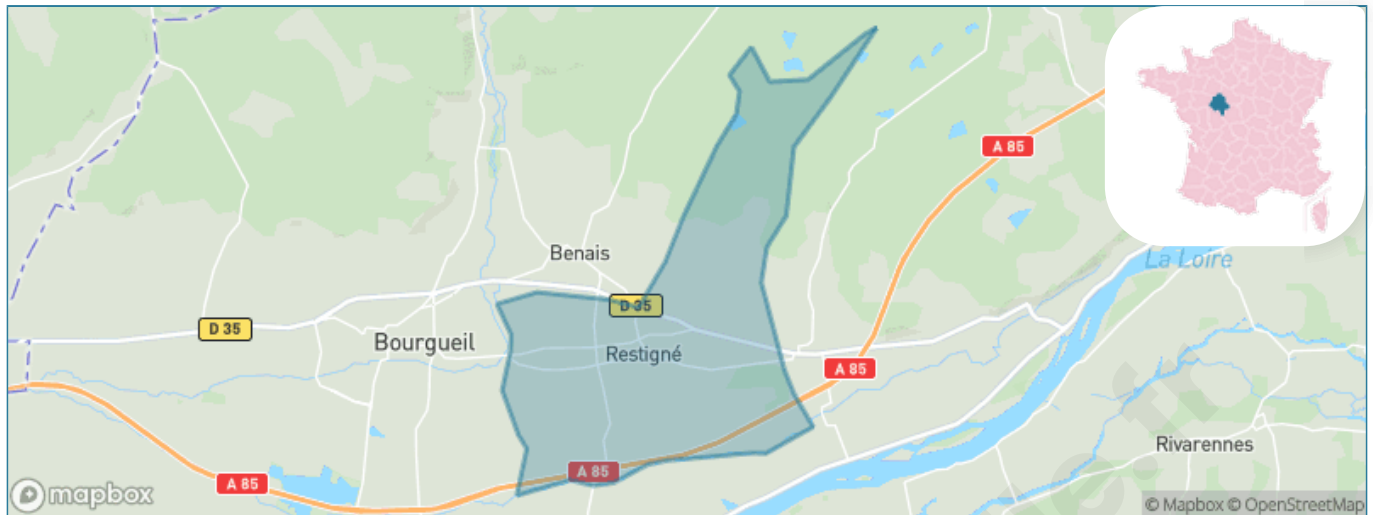 A 85
La Loire
Benais
D 35
D 35
Bourgueil
Restigné
A 85
Rivarennes
A 85
A 85
mapbox
© Mapbox © OpenStreetMap